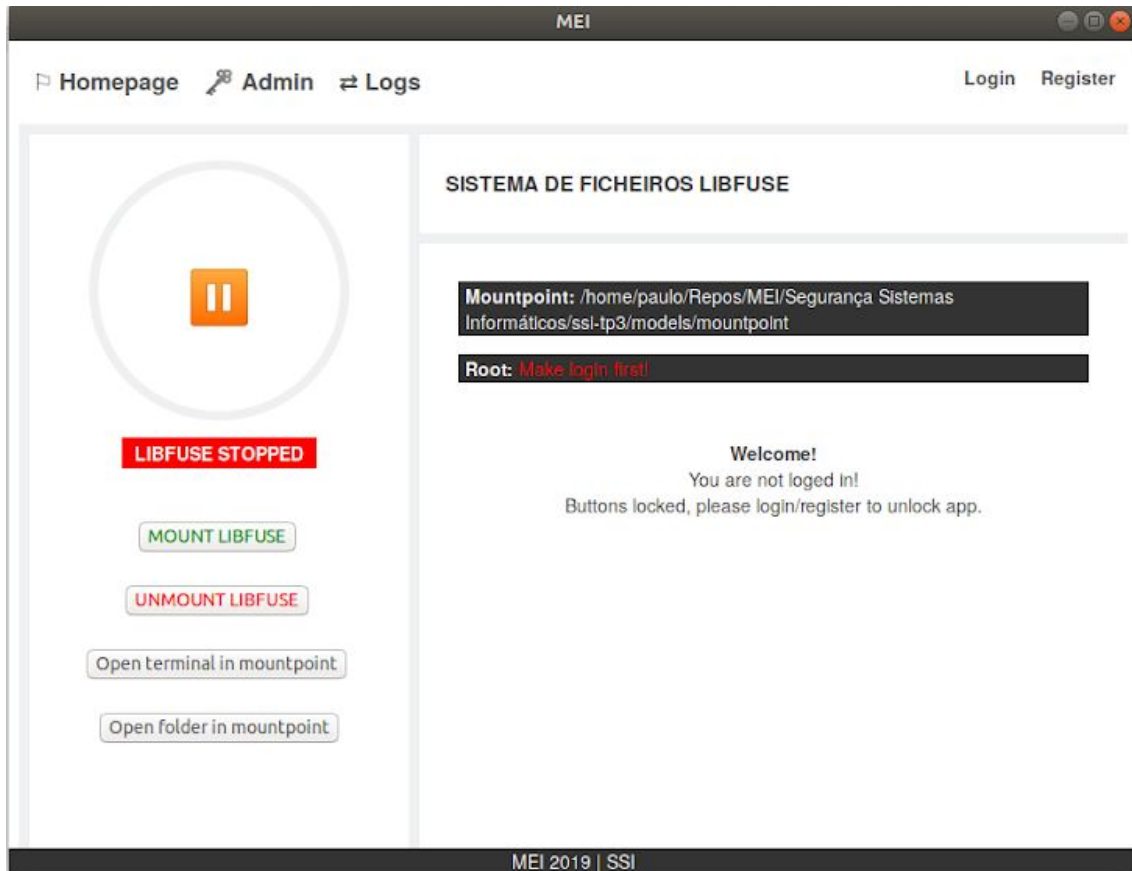 MEI
Homepage Admin Logs
Login Register
SISTEMA DE FICHEIROS LIBFUSE
Mountpoint: /home/paulo/Repos/MEI/Segurança Sistemas
Informáticos/ssi-tp3/models/mountpoint
Root: Make login first!
LIBFUSE STOPPED
MOUNT LIBFUSE
UNMOUNT LIBFUSE
Open terminal in mountpoint
Open folder in mountpoint
Welcome!
You are not loged in!
Buttons locked, please login/register to unlock app.
MEI 2019 | SSI